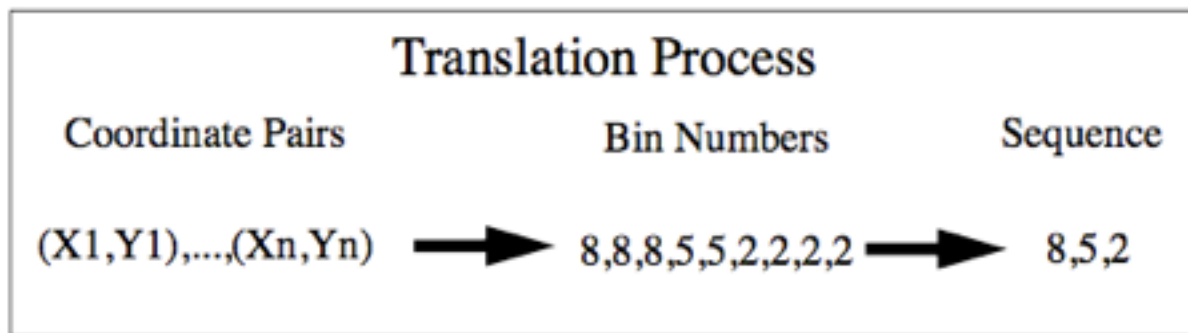 Translation Process
Coordinate Pairs Bin Numbers Sequence
(X1,Y1),...,(Xn,Yn) 8,8,8,5,5,2,2,2,2 8,5,2